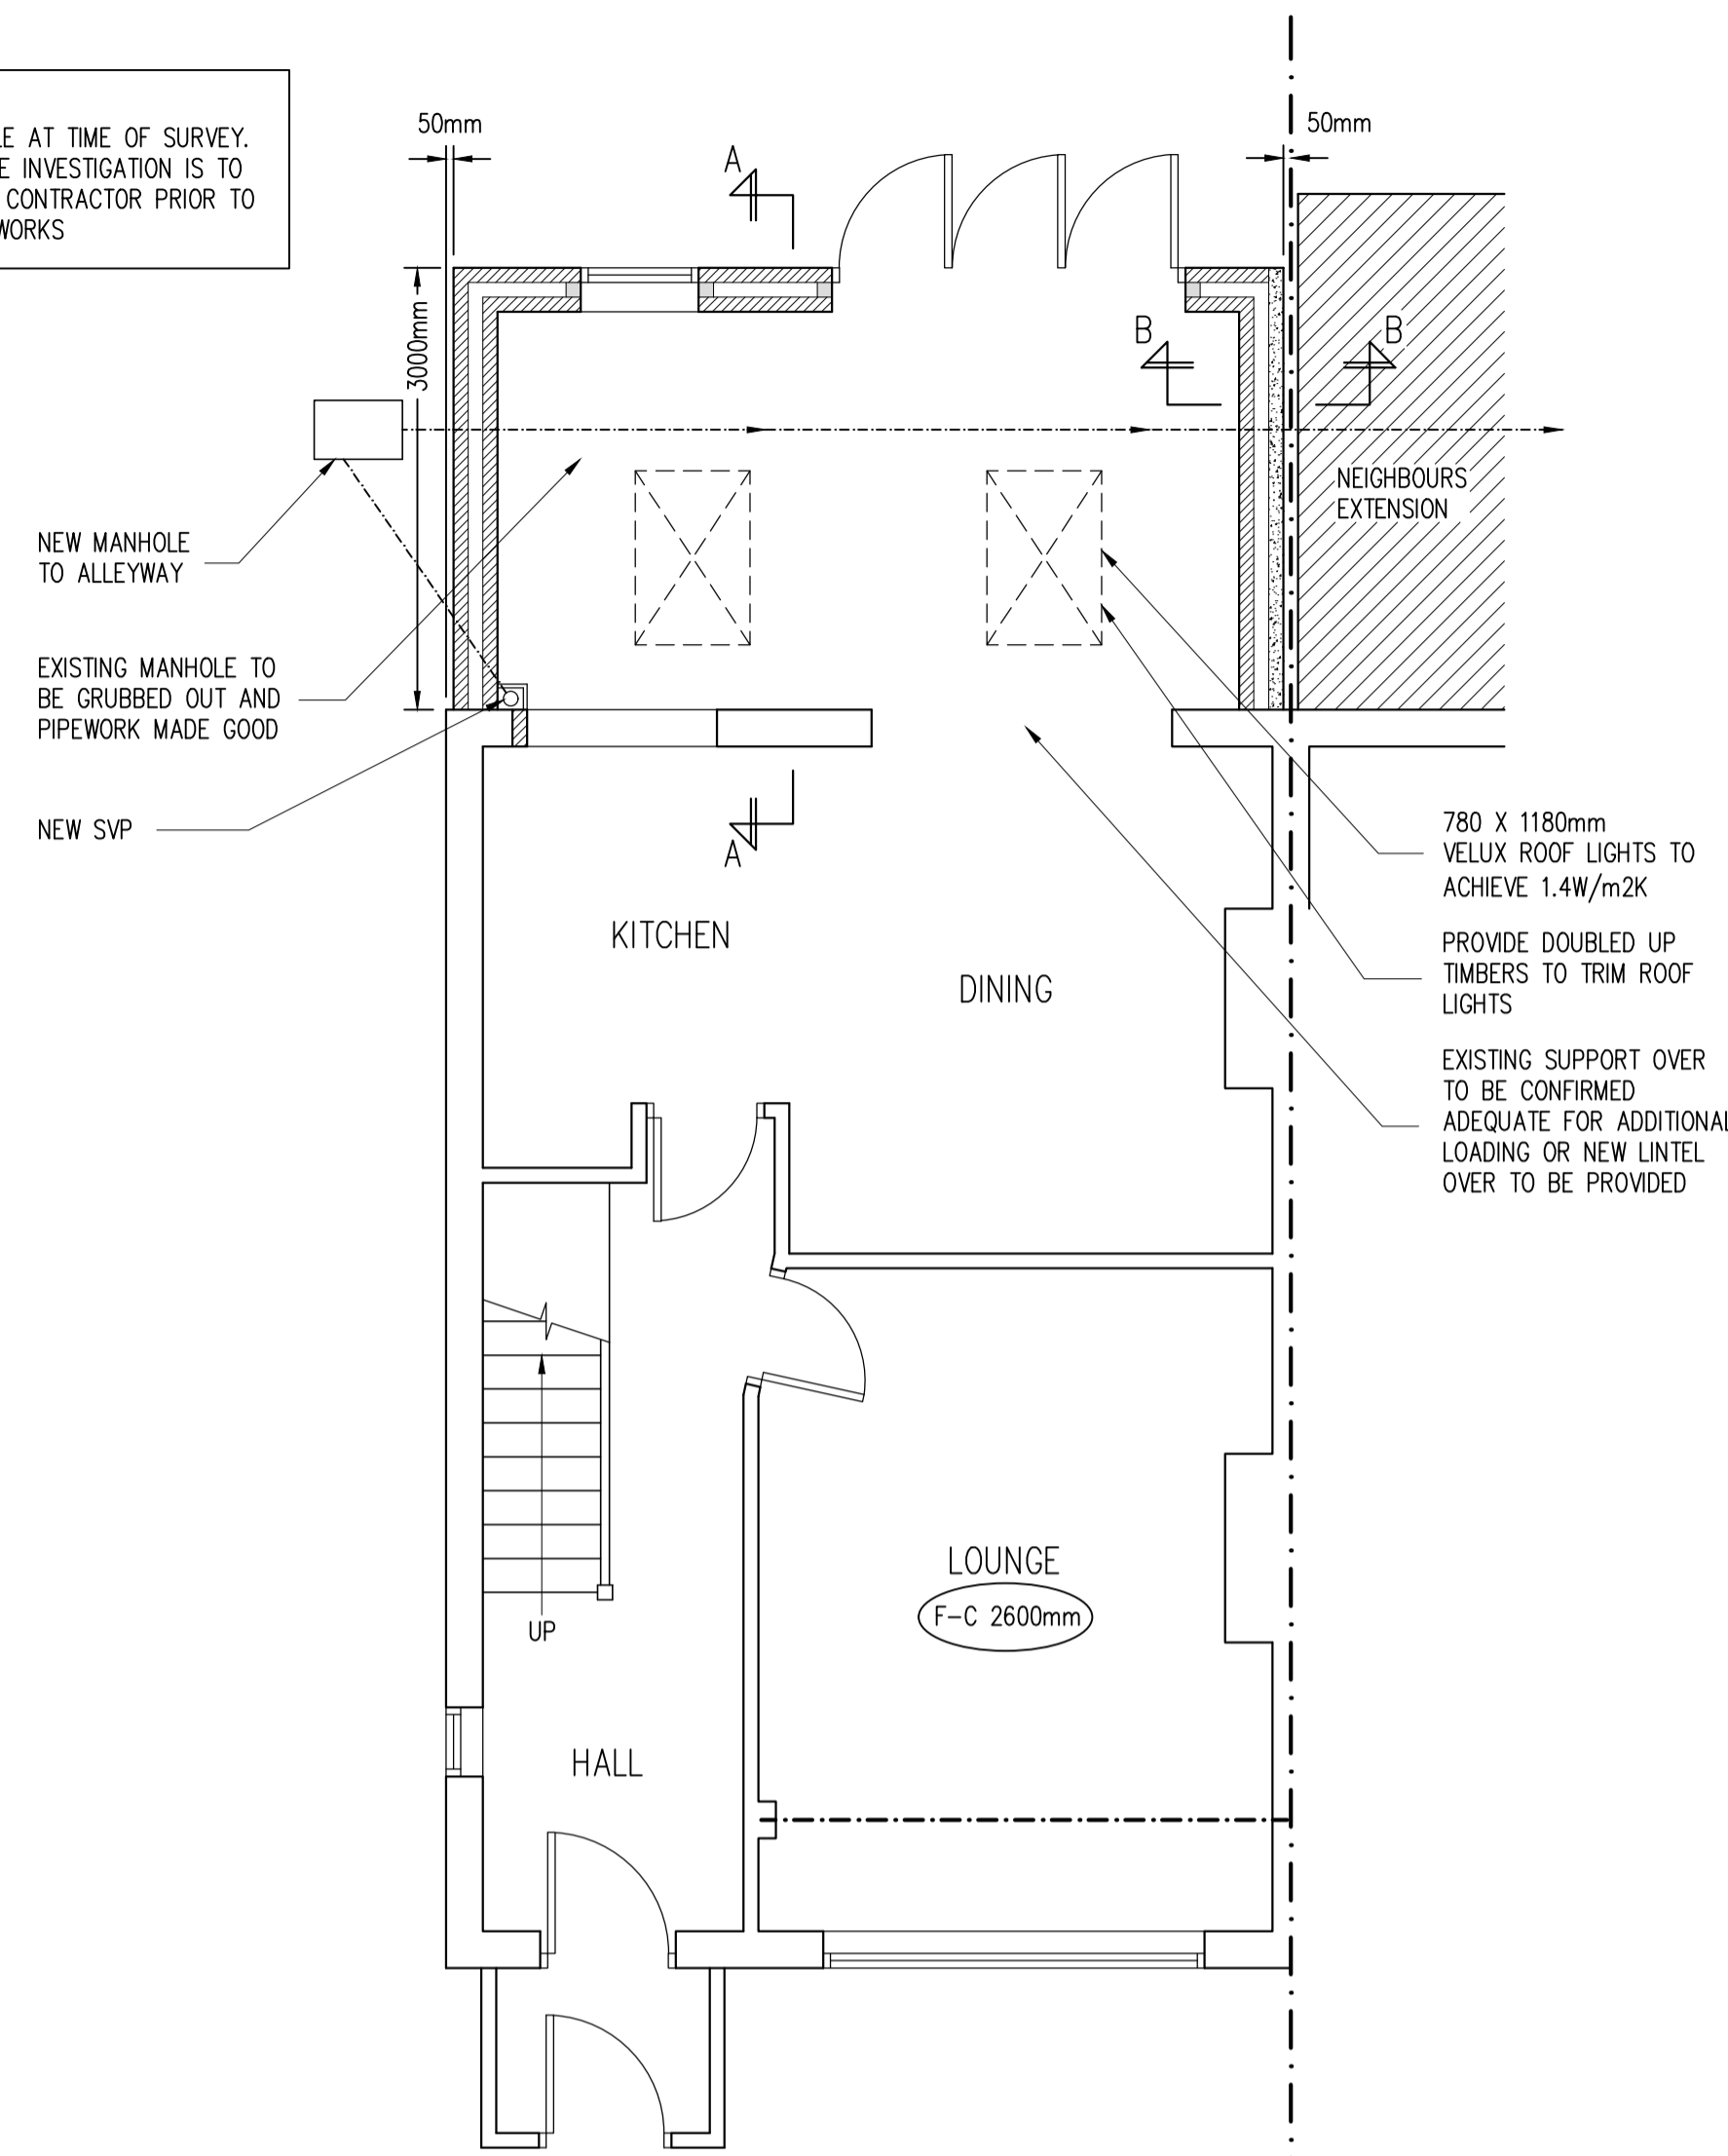 AT TIME OF SURVEY.
INVESTIGATION IS TO
CONTRACTOR PRIOR TO
WORKS
50mm
50mm
A
3000mm
B
B
NEIGHBOURS
EXTENSION
NEW MANHOLE
TO ALLEYWAY
EXISTING MANHOLE TO
BE GRUBBED OUT AND
PIPEWORK MADE GOOD
NEW SVP
A
780 X 1180mm
VELUX ROOF LIGHTS TO
ACHIEVE 1.4W/m2K
PROVIDE DOUBLED UP
TIMBERS TO TRIM ROOF
LIGHTS
EXISTING SUPPORT OVER
TO BE CONFIRMED
ADEQUATE FOR ADDITIONAL
LOADING OR NEW LINTEL
OVER TO BE PROVIDED
KITCHEN
DINING
LOUNGE
F-C 2600mm
UP
HALL